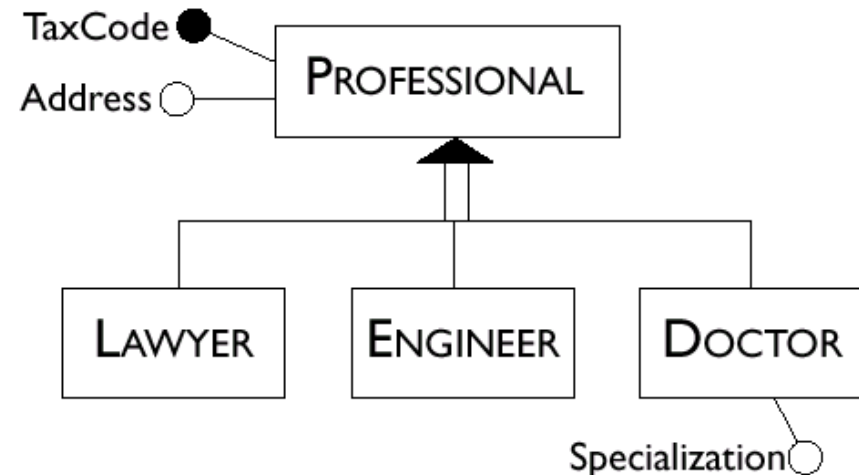 TaxCode
Address
PROFESSIONAL
LAWYER
ENGINEER
DOCTOR
Specialization